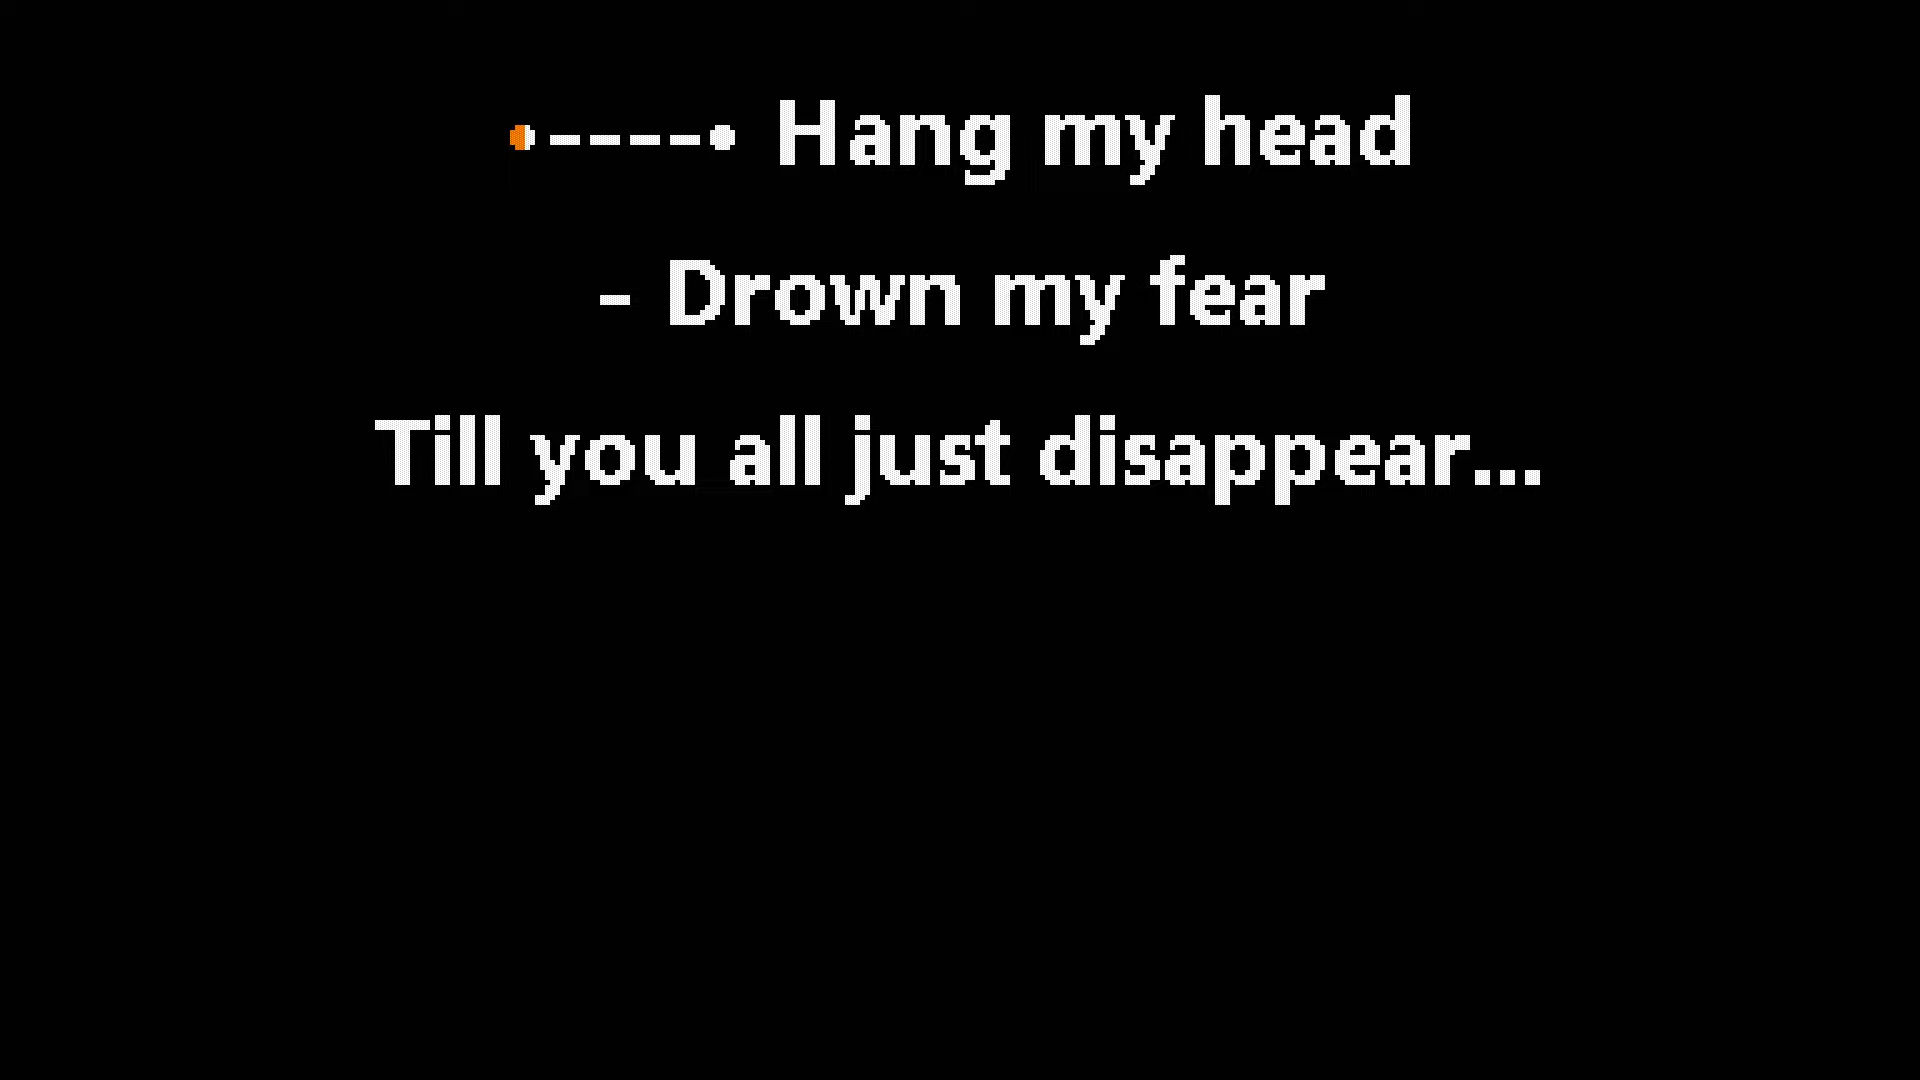 •----• Hang my head
- Drown my fear
Till you all just disappear...